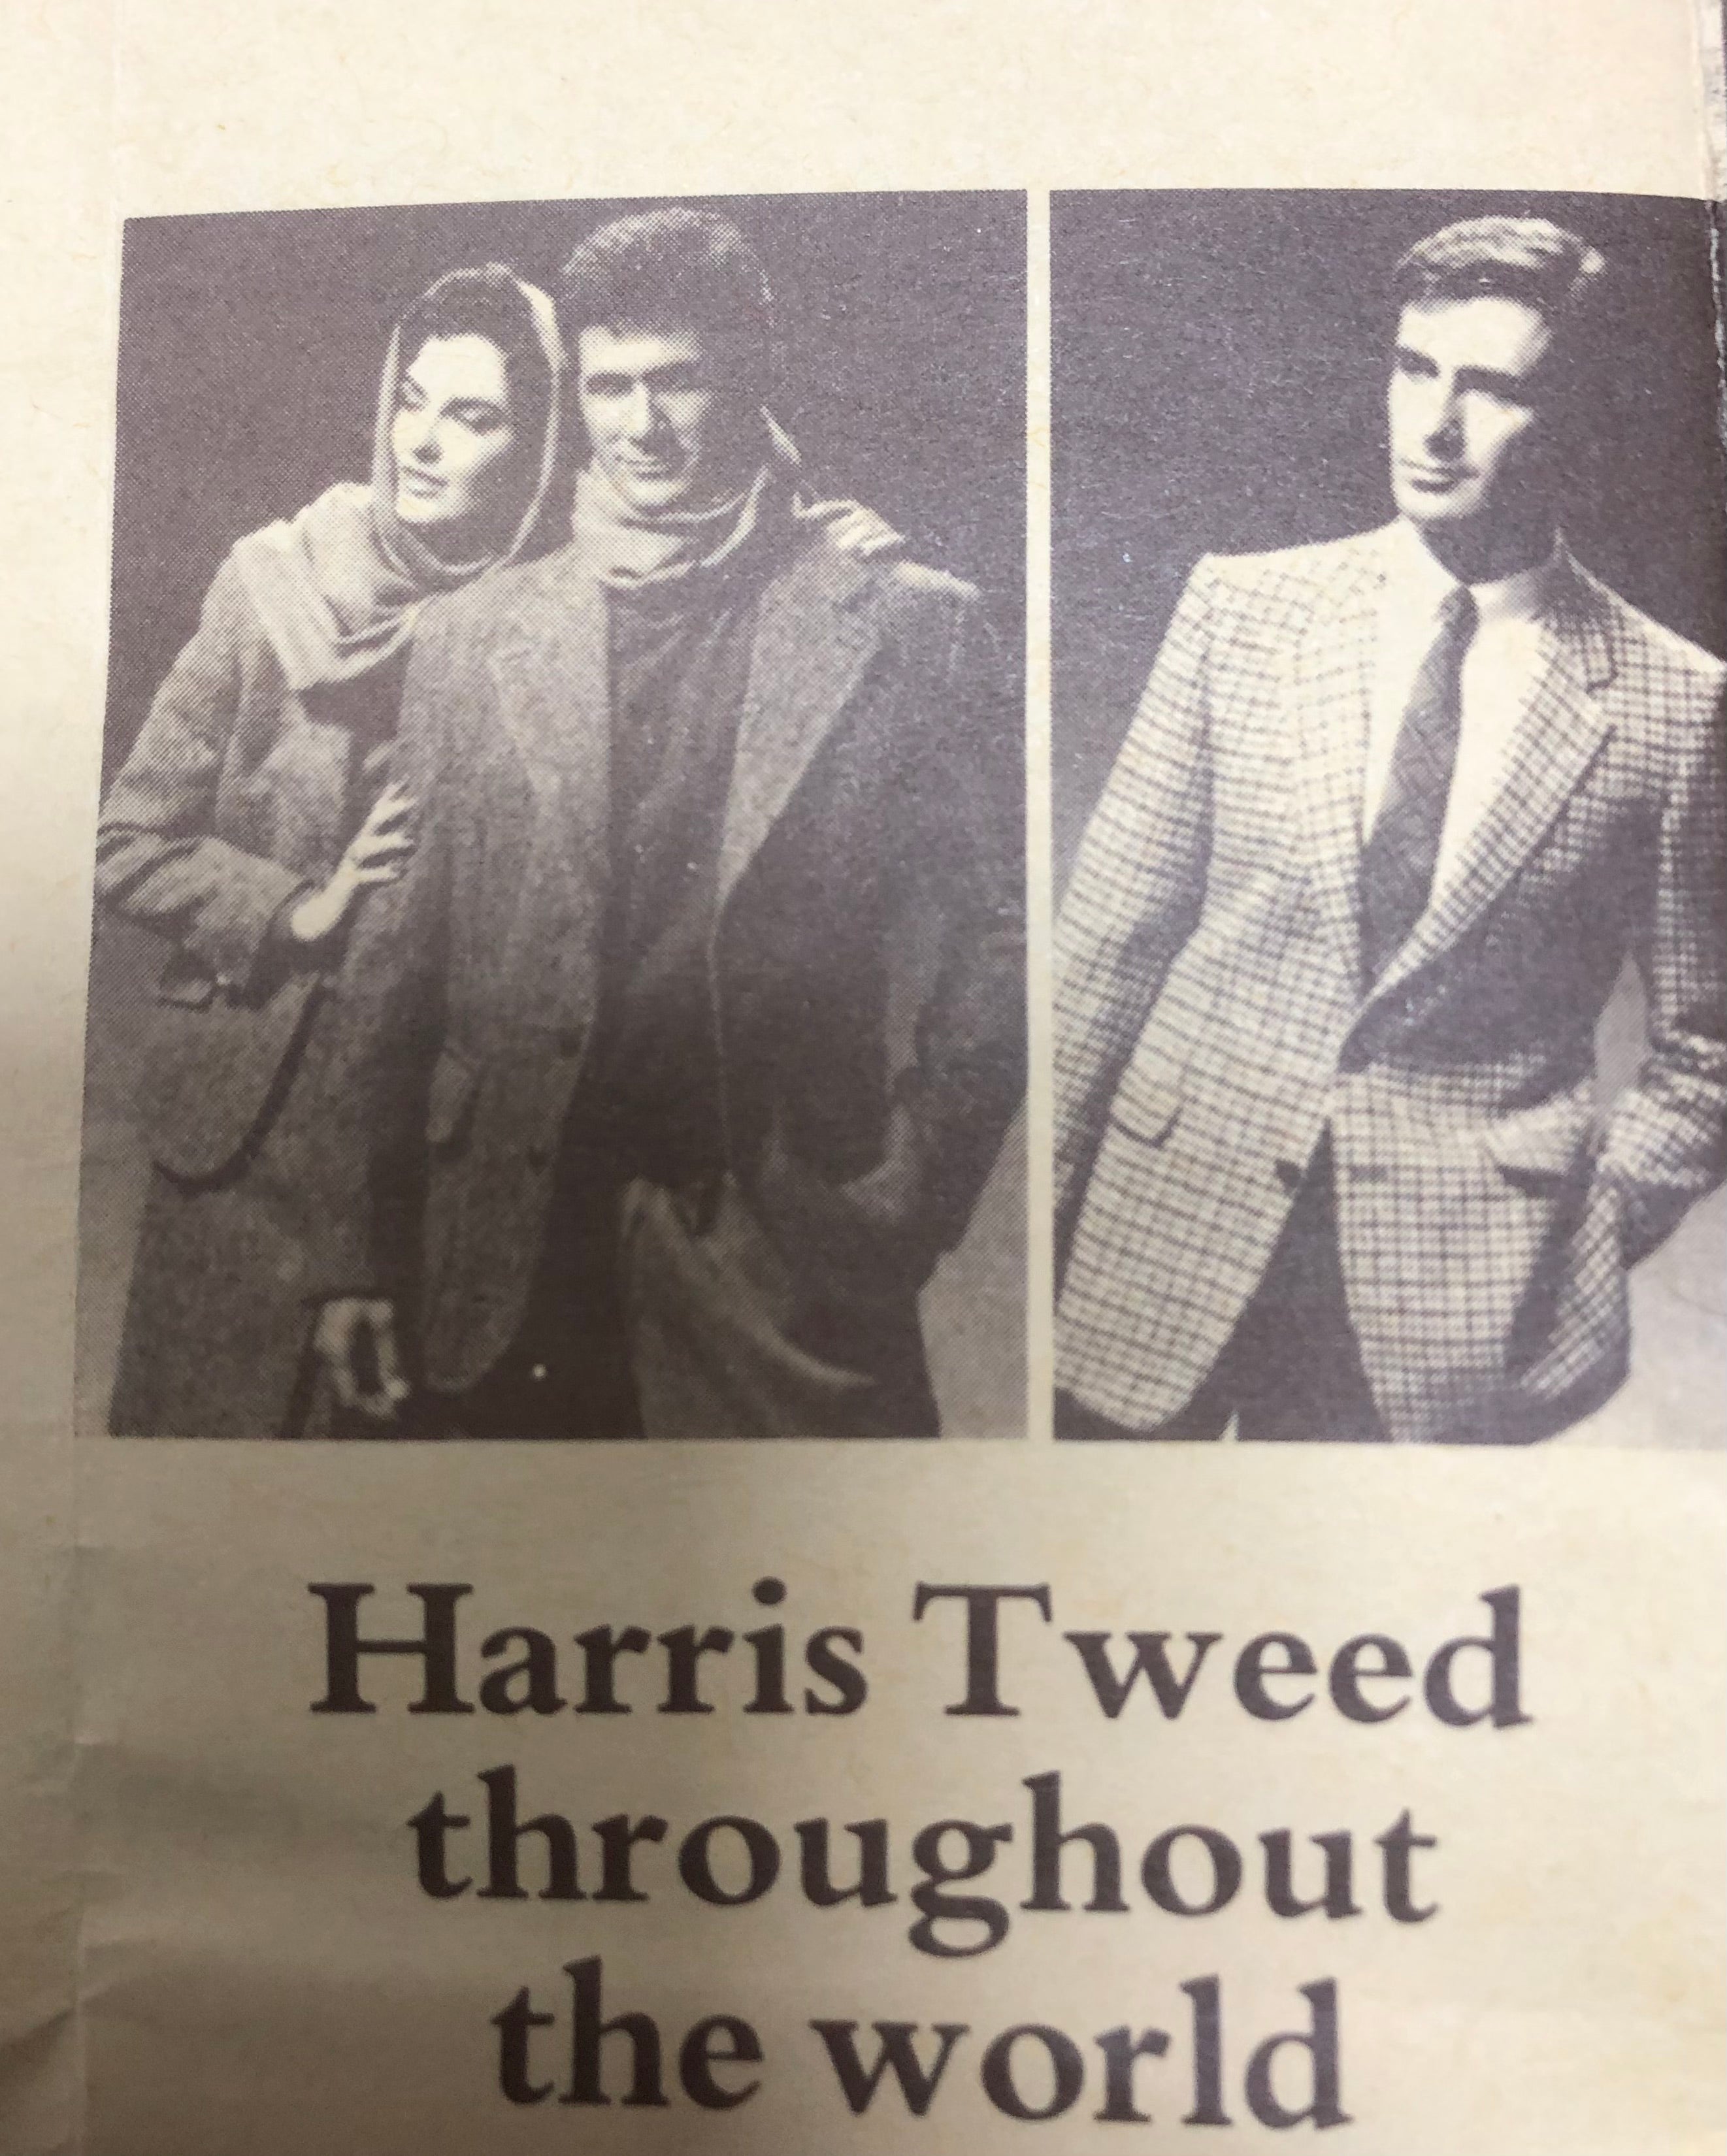 Harris Tweed
throughout
the world